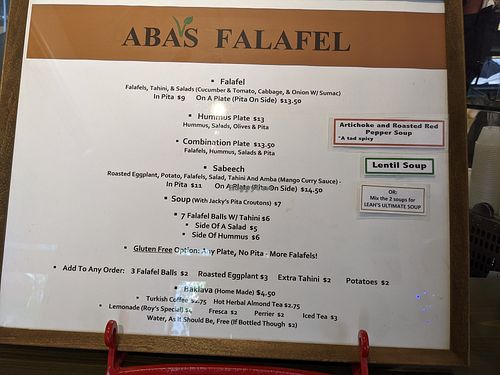 ABA'S FALAFEL
▪ Falafel
Falafels, Tahini, & Salads (Cucumber & Tomato, Cabbage, & Onion W/ Sumac)
In Pita $9 On A Plate (Pita On Side) $13.50
▪ Hummus Plate $13
Hummus, Salads, Olives & Pita
▪ Combination Plate $13.50
Falafels, Hummus, Salads & Pita
▪ Sabeech
Roasted Eggplant, Potato, Falafels, Salad, Tahini And Amba (Mango Curry Sauce) -
In Pita $11 On A Plate (Pita On Side) $14.50
▪ Soup (With Jacky's Pita Croutons) $7
▪ 7 Falafel Balls W/ Tahini $6
▪ Side Of A Salad $5
▪ Side Of Hummus $6
▪ Gluten Free Option: Any Plate, No Pita - More Falafels!
▪ Add To Any Order: 3 Falafel Balls $2 Roasted Eggplant $3 Extra Tahini $2 Potatoes $2
▪ Baklava (Home Made) $4.50
▪ Turkish Coffee $2.75 Hot Herbal Almond Tea $2.75
▪ Lemonade (Roy's Special) $4 Fresca $2 Perrier $2 Iced Tea $3
Water, As It Should Be, Free (If Bottled Though $2)
Artichoke and Roasted Red
Pepper Soup
*A tad spicy
Lentil Soup
OR:
Mix the 2 soups for
LEAH'S ULTIMATE SOUP